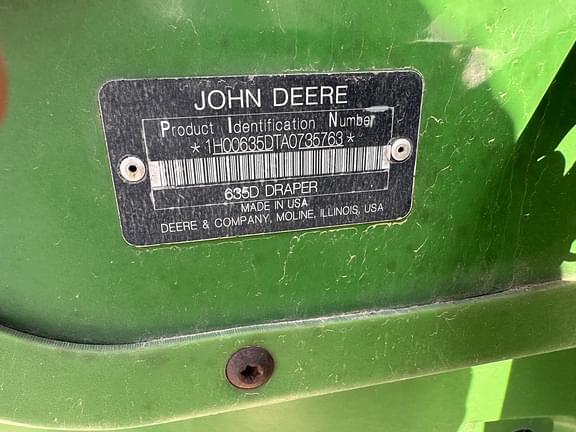 JOHN DEERE
Product Identification Number
*1H00635DTA0735763*
635D DRAPER
MADE IN USA
DEERE & COMPANY, MOLINE, ILLINOIS, USA